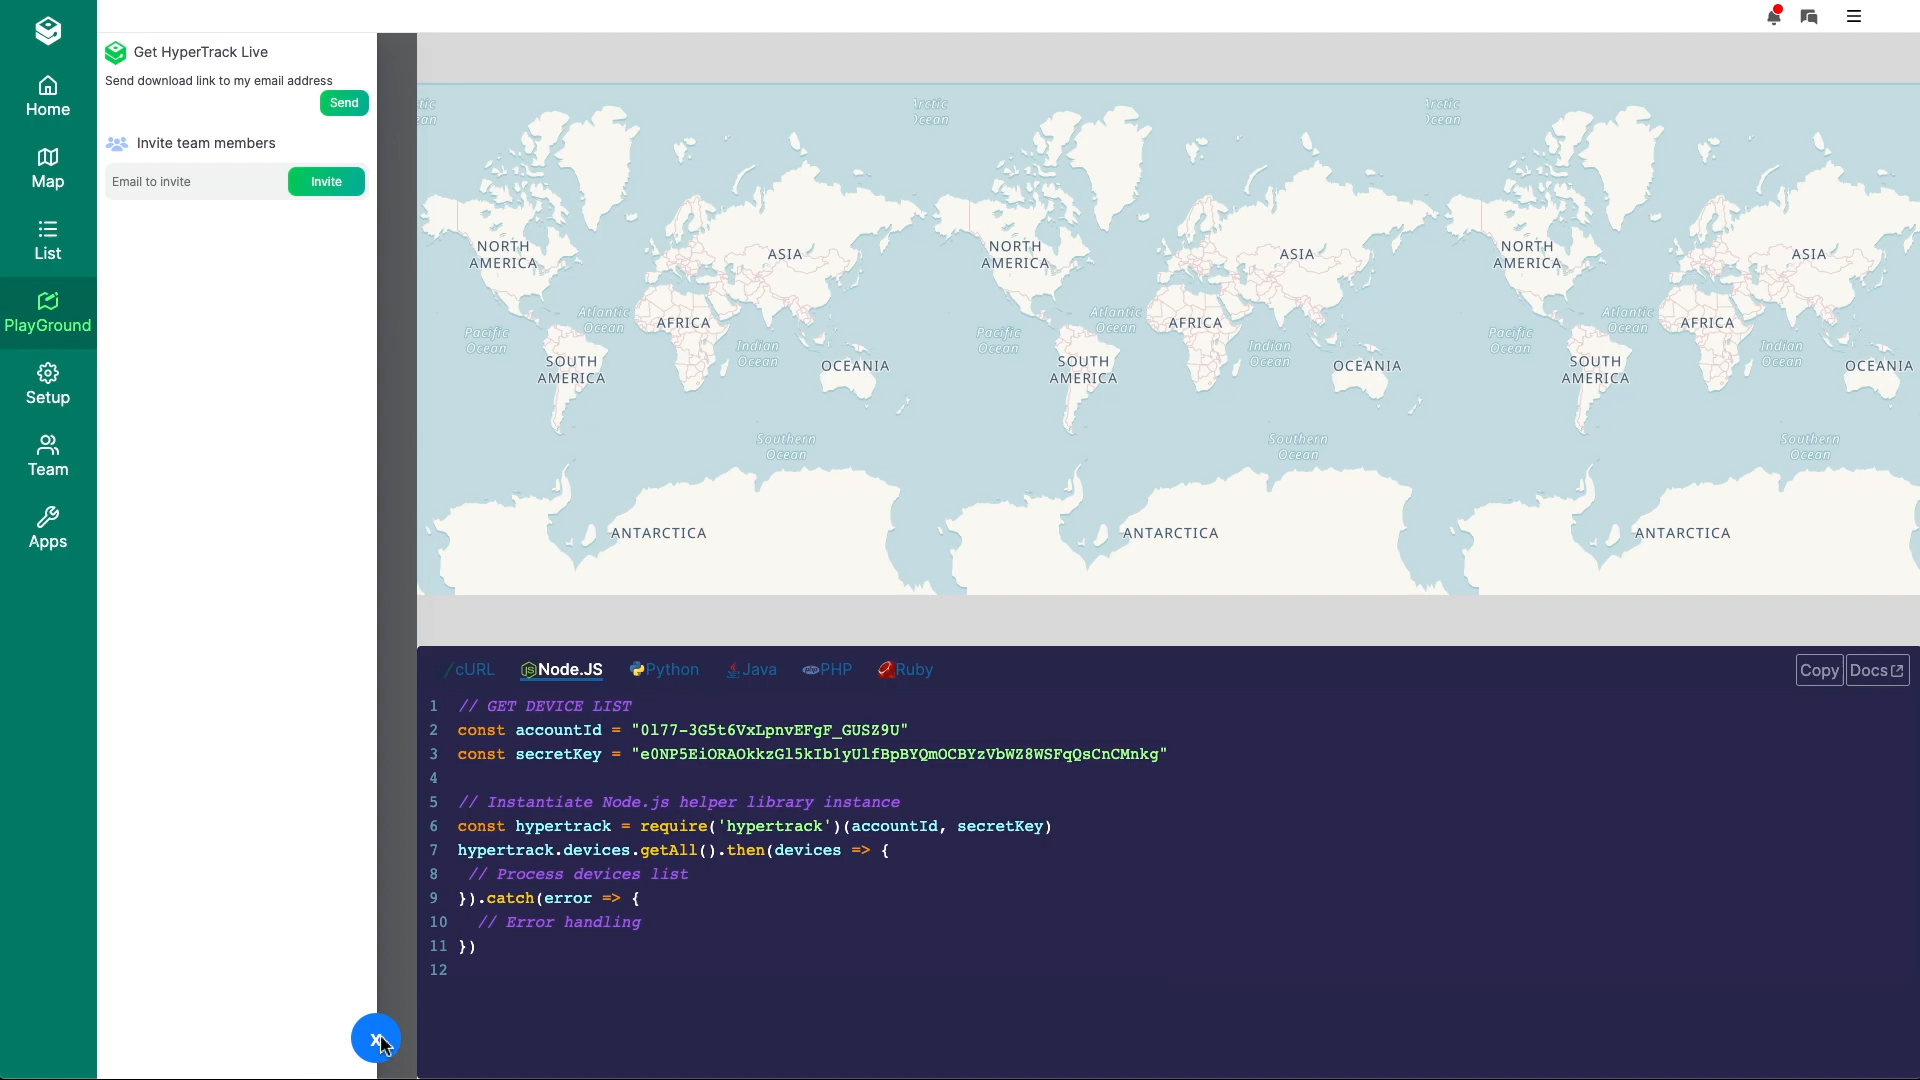 Home
Map
List
PlayGround
Setup
Team
Apps
Get HyperTrack Live
Send download link to my email address
Send
Invite team members
Email to invite
Invite
Arctic Ocean
Arctic Ocean
NORTH AMERICA
ASIA
NORTH AMERICA
ASIA
NORTH AMERICA
ASIA
Atlantic Ocean
Atlantic Ocean
Atlantic Ocean
AFRICA
AFRICA
AFRICA
Pacific Ocean
Pacific Ocean
Pacific Ocean
Indian Ocean
Indian Ocean
Indian Ocean
SOUTH AMERICA
OCEANIA
SOUTH AMERICA
OCEANIA
SOUTH AMERICA
OCEANIA
Southern Ocean
Southern Ocean
Southern Ocean
ANTARCTICA
ANTARCTICA
ANTARCTICA
cURL Node.JS Python Java PHP Ruby
Copy Docs
1 // GET DEVICE LIST
2 const accountId = "0l77-3G5t6VxLpnvEFgF_GUSZ9U"
3 const secretKey = "e0NP5EiORAOkkzGl5kIblyUlfBpBYQmOCBYzVbWZ8WSFqQsCnCMnkg"
4
5 // Instantiate Node.js helper library instance
6 const hypertrack = require('hypertrack')(accountId, secretKey)
7 hypertrack.devices.getAll().then(devices => {
8 // Process devices list
9 }).catch(error => {
10 // Error handling
11 })
12
x